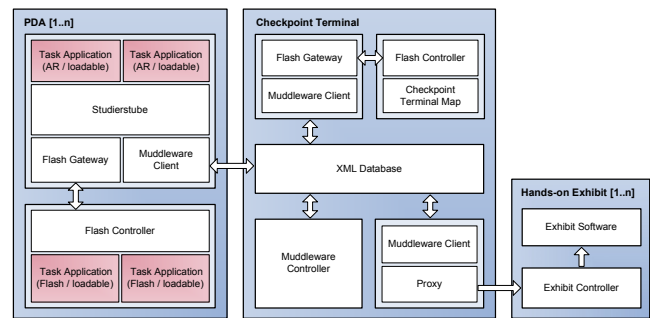 PDA [1..n]
Task Application
(AR / loadable)
Task Application
(AR / loadable)
Studierstube
Flash Gateway
Muddleware
Client
Flash Controller
Task Application
(Flash / loadable)
Task Application
(Flash / loadable)
Checkpoint Terminal
Flash Gateway
Muddleware Client
Flash Controller
Checkpoint
Terminal Map
XML Database
Muddleware
Controller
Muddleware Client
Proxy
Hands-on Exhibit [1..n]
Exhibit Software
Exhibit Controller